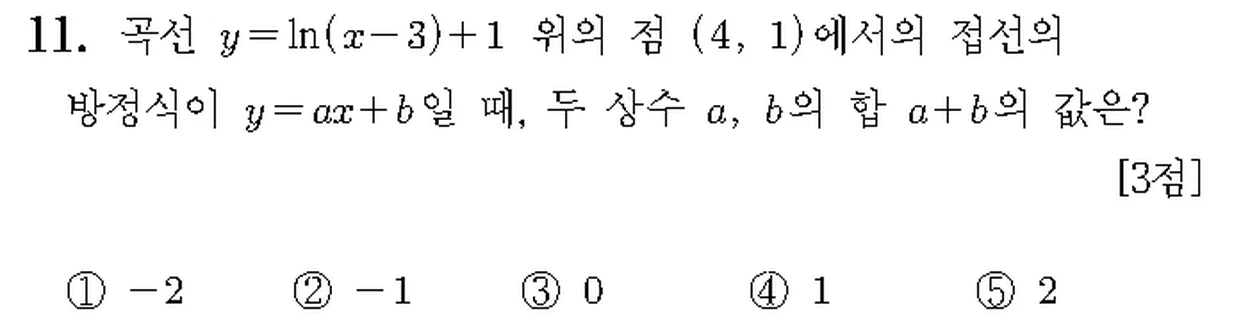 11. 곡선 y=ln(x-3)+1 위의 점 (4, 1)에서의 접선의
방정식이 y=ax+b일 때, 두 상수 a, b의 합 a+b의 값은?
[3점]
① -2 ② -1 ③ 0 ④ 1 ⑤ 2